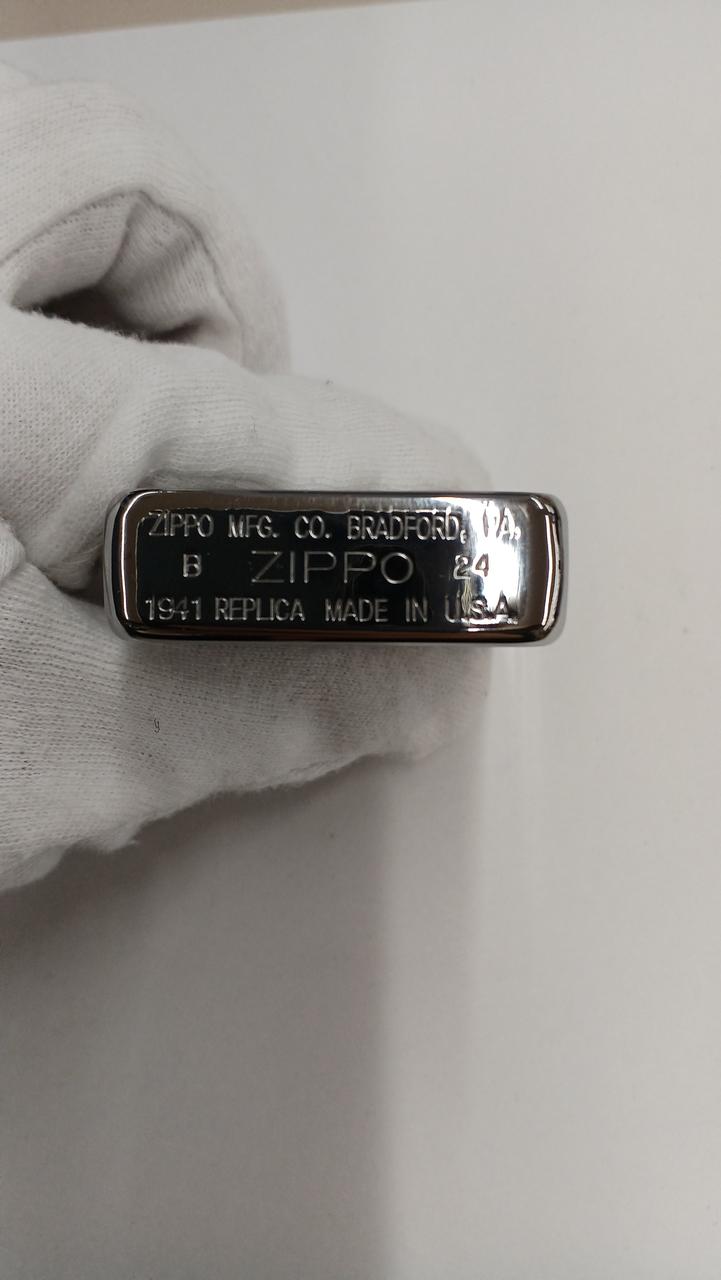 ZIPPO MFG. CO. BRADFORD, PA.
B ZIPPO 24
1941 REPLICA MADE IN U.S.A.